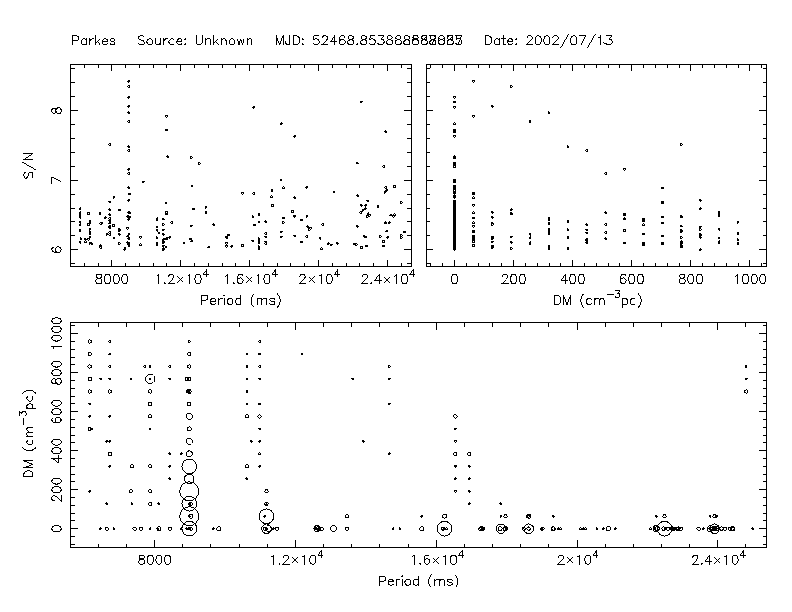 Parkes Source: Unknown MJD: Date: 2002/07/13
S/N
8
7
6
8000 1.2×10⁴ 1.6×10⁴ 2×10⁴ 2.4×10⁴
Period (ms)
0 200 400 600 800 1000
DM (cm⁻³pc)
DM (cm⁻³pc)
1000
800
600
400
200
0
8000 1.2×10⁴ 1.6×10⁴ 2×10⁴ 2.4×10⁴
Period (ms)